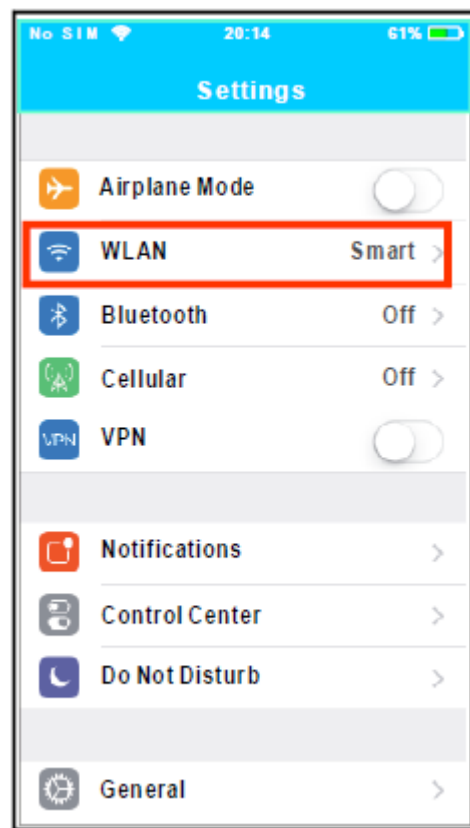 No SIM 20:14 61%
Settings
Airplane Mode
WLAN Smart
Bluetooth Off
Cellular Off
VPN VPN
Notifications
Control Center
Do Not Disturb
General